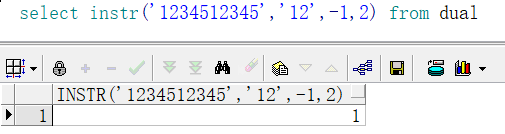 select instr('1234512345','12',-1,2) from dual
INSTR('1234512345','12',-1,2)
1 1